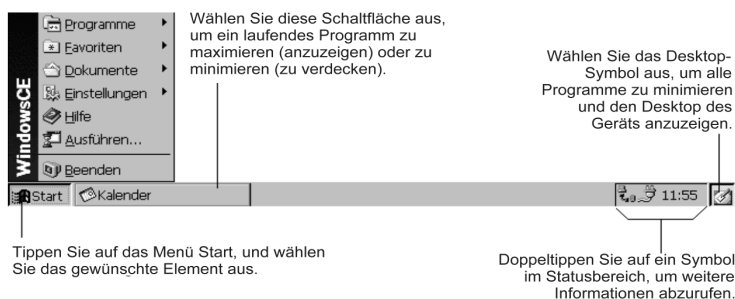 Programme
Favoriten
Dokumente
Einstellungen
Hilfe
Ausführen...
Beenden
WindowsCE
Start
Kalender
11:55
Wählen Sie diese Schaltfläche aus,
um ein laufendes Programm zu
maximieren (anzuzeigen) oder zu
minimieren (zu verdecken).
Wählen Sie das Desktop-
Symbol aus, um alle
Programme zu minimieren
und den Desktop des
Geräts anzuzeigen.
Tippen Sie auf das Menü Start, und wählen
Sie das gewünschte Element aus.
Doppeltippen Sie auf ein Symbol
im Statusbereich, um weitere
Informationen abzurufen.